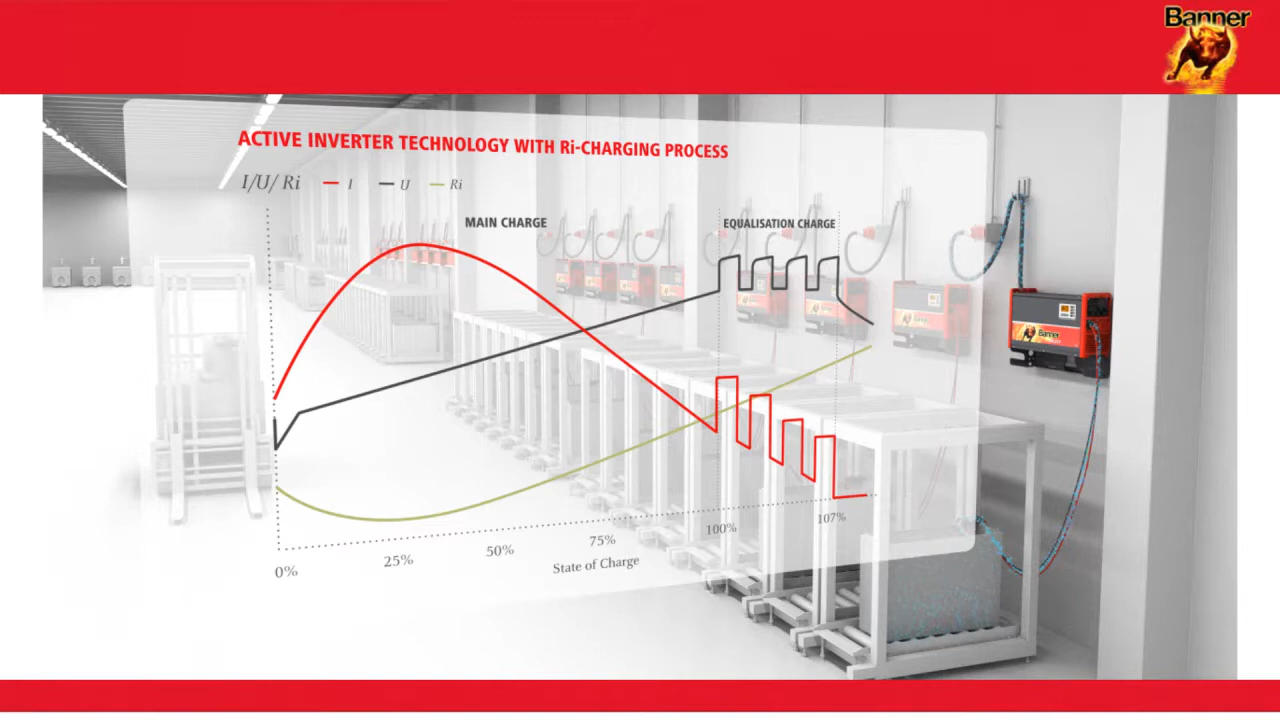 Banner
ACTIVE INVERTER TECHNOLOGY WITH Ri-CHARGING PROCESS
I/U/ Ri
I
U
Ri
MAIN CHARGE
EQUALISATION CHARGE
Banner
0%
25%
50%
75%
100%
107%
State of Charge